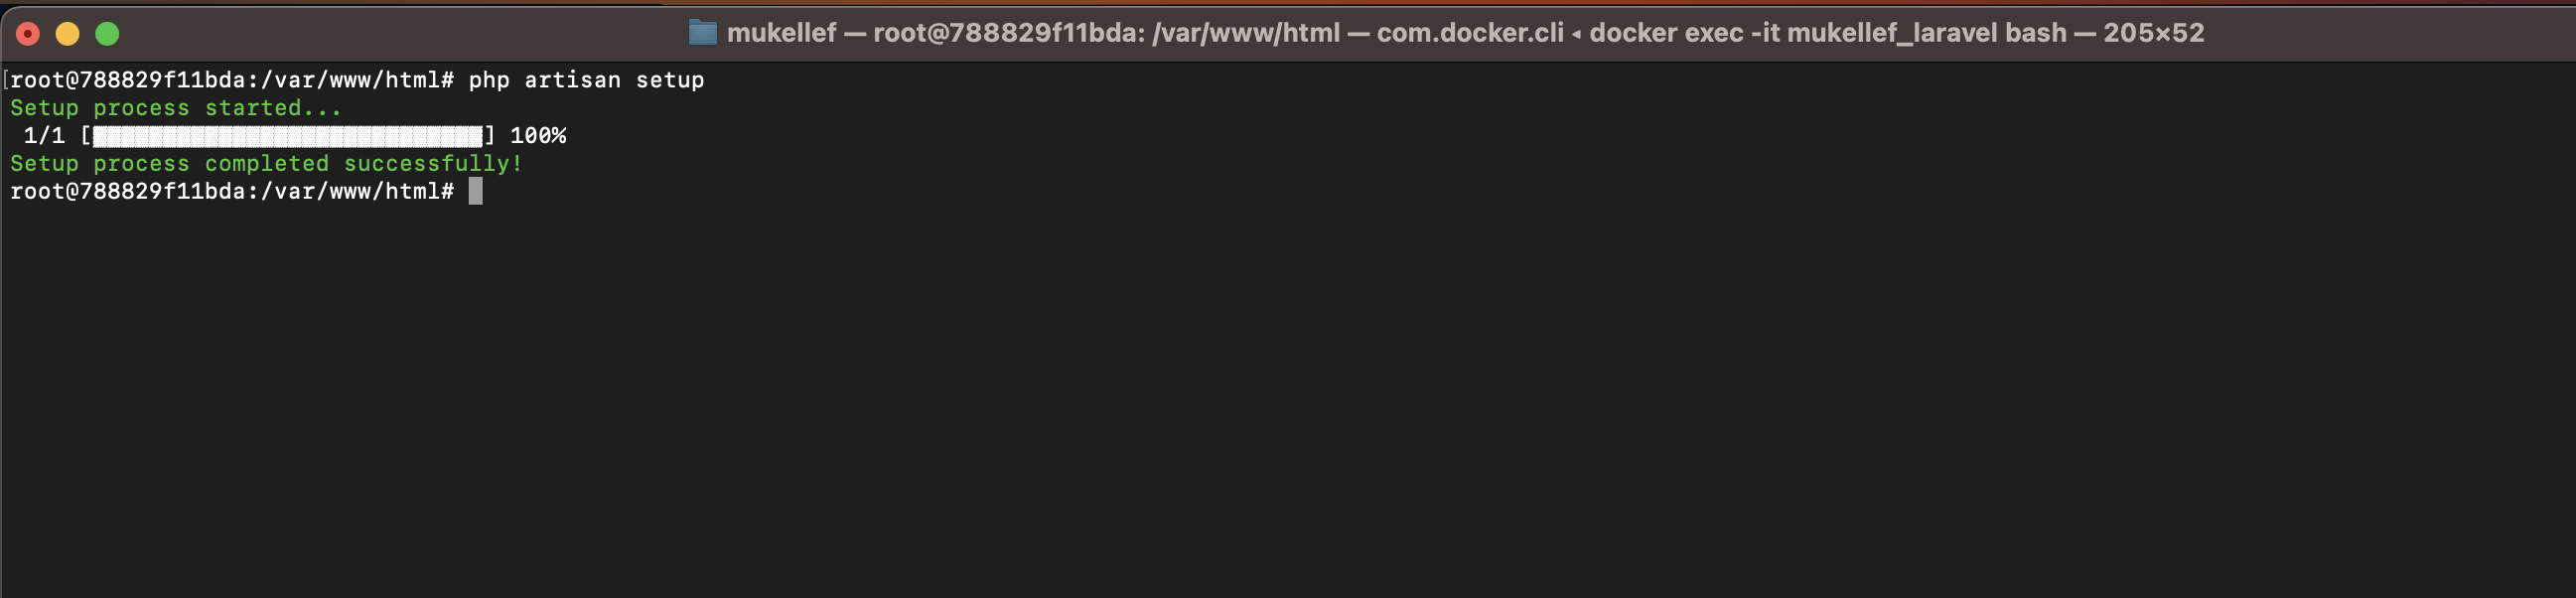 mukellef — root@788829f11bda: /var/www/html — com.docker.cli ◂ docker exec -it mukellef_laravel bash — 205×52
[root@788829f11bda:/var/www/html# php artisan setup
Setup process started...
1/1 [▓▓▓▓▓▓▓▓▓▓▓▓▓▓▓▓▓▓▓▓▓▓▓▓▓▓▓▓] 100%
Setup process completed successfully!
root@788829f11bda:/var/www/html#